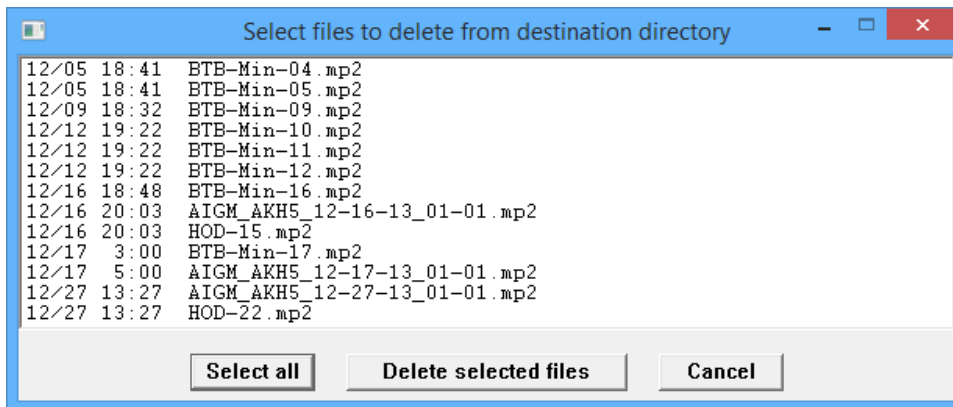 Select files to delete from destination directory
12/05 18:41 BTB-Min-04.mp2
12/05 18:41 BTB-Min-05.mp2
12/09 18:32 BTB-Min-09.mp2
12/12 19:22 BTB-Min-10.mp2
12/12 19:22 BTB-Min-11.mp2
12/12 19:22 BTB-Min-12.mp2
12/16 18:48 BTB-Min-16.mp2
12/16 20:03 AIGM_AKH5_12-16-13_01-01.mp2
12/16 20:03 HOD-15.mp2
12/17 3:00 BTB-Min-17.mp2
12/17 5:00 AIGM_AKH5_12-17-13_01-01.mp2
12/27 13:27 AIGM_AKH5_12-27-13_01-01.mp2
12/27 13:27 HOD-22.mp2
Select all Delete selected files Cancel